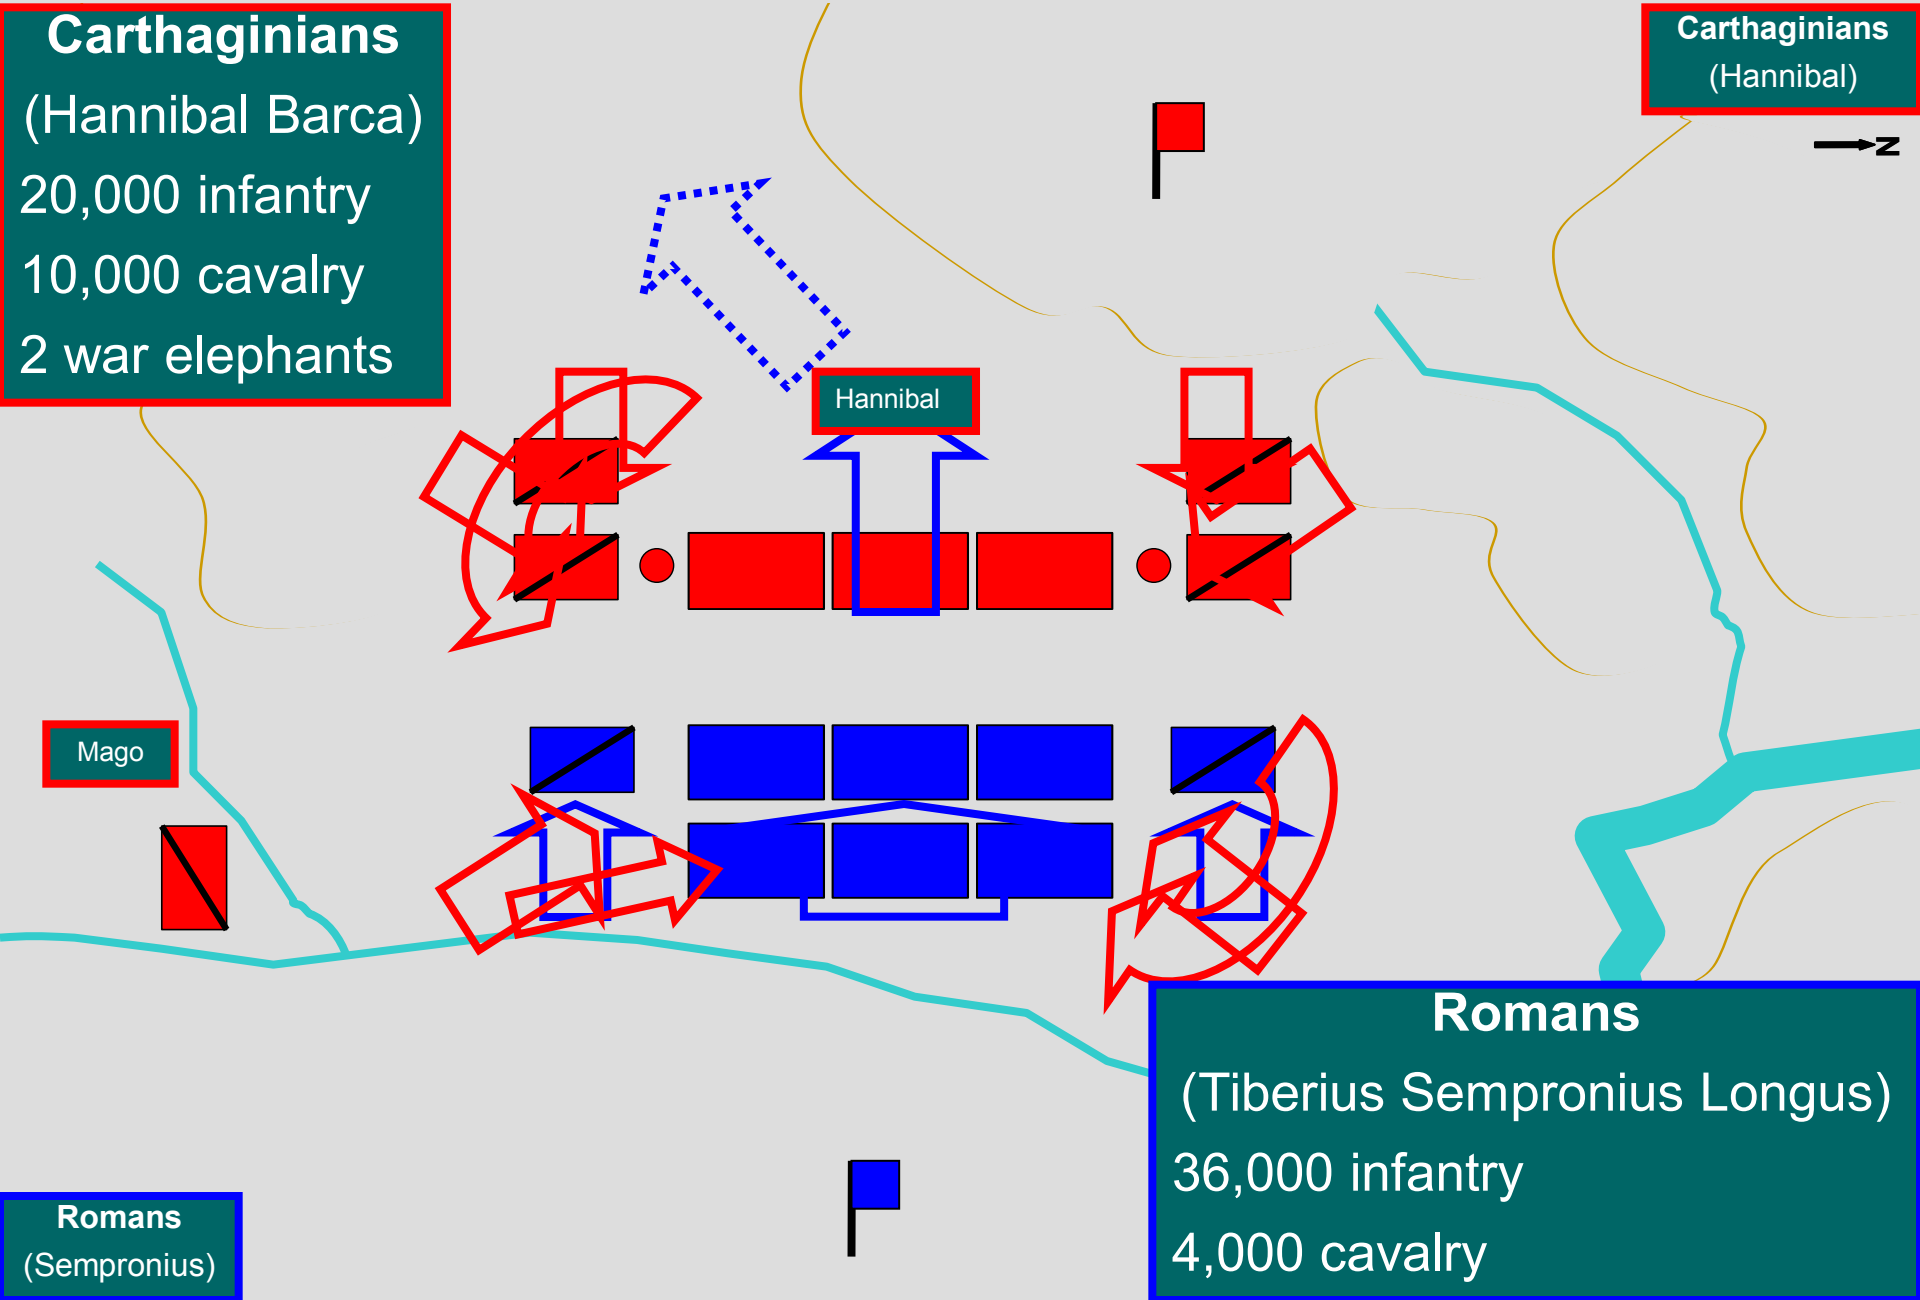 Carthaginians
(Hannibal Barca)
20,000 infantry
10,000 cavalry
2 war elephants
Carthaginians
(Hannibal)
N
Hannibal
Mago
Romans
(Tiberius Sempronius Longus)
36,000 infantry
4,000 cavalry
Romans
(Sempronius)